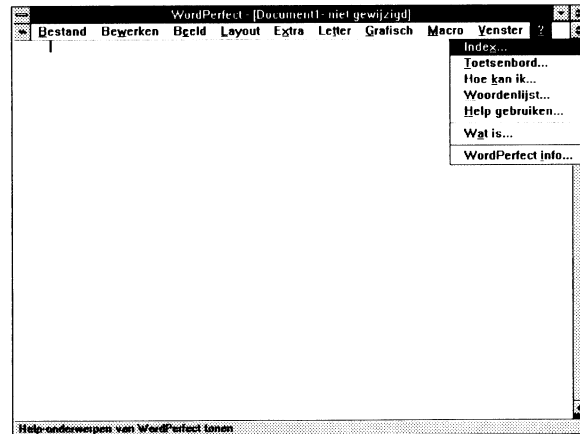 WordPerfect - [Document1- niet gewijzigd]
Bestand Bewerken Beeld Layout Extra Letter Grafisch Macro Venster ?
Index...
Toetsenbord...
Hoe kan ik...
Woordenlijst...
Help gebruiken...
Wat is...
WordPerfect info...
Help-onderwerpen van WordPerfect tonen